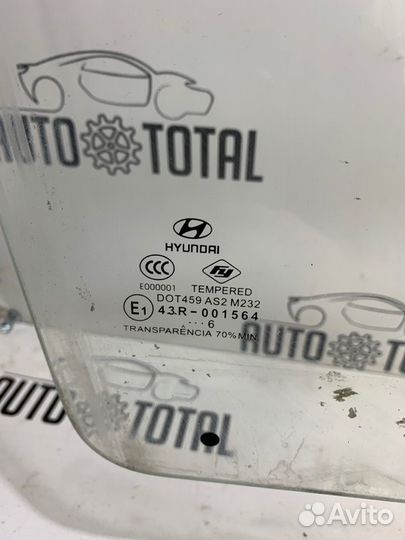 AUTO TOTAL
HYUNDAI
CCC
E000001 TEMPERED
DOT459 AS2 M232
E1 43R-001564
··· 6
TRANSPARÊNCIA 70% MIN
AUTO TOTAL
AUTO TOTAL
Avito